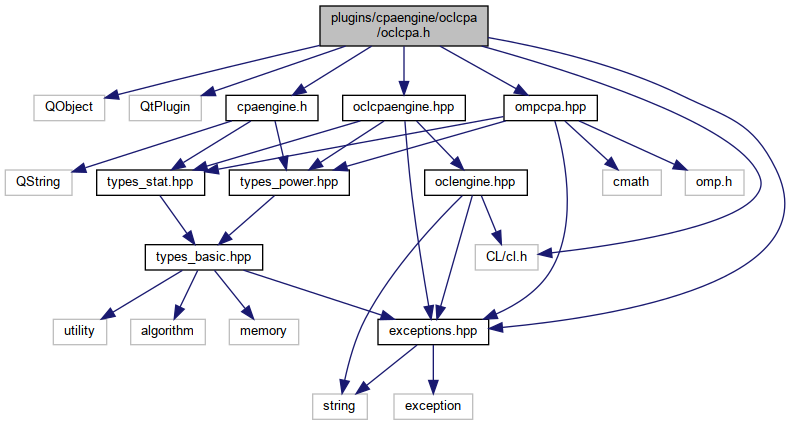 plugins/cpaengine/oclcpa
/oclcpa.h
QObject
QtPlugin
cpaengine.h
oclcpaengine.hpp
ompcpa.hpp
QString
types_stat.hpp
types_power.hpp
oclengine.hpp
cmath
omp.h
types_basic.hpp
CL/cl.h
utility
algorithm
memory
exceptions.hpp
string
exception